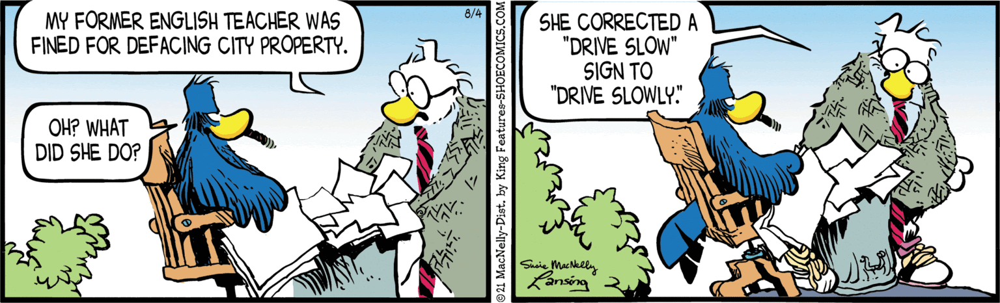 MY FORMER ENGLISH TEACHER WAS
FINED FOR DEFACING CITY PROPERTY.
8/4
OH? WHAT
DID SHE DO?
©21 MacNelly-Dist. by King Features-SHOECOMICS.COM
SHE CORRECTED A
"DRIVE SLOW"
SIGN TO
"DRIVE SLOWLY."
Susie MacNelly
Lansing